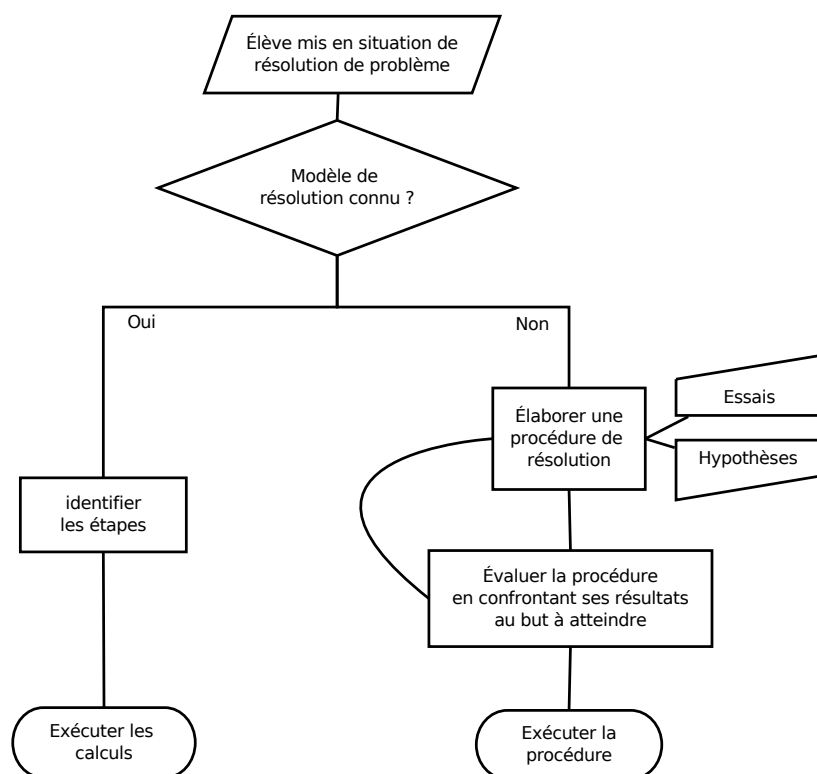 Élève mis en situation de
résolution de problème
Modèle de
résolution connu ?
Oui
Non
Essais
Élaborer une
procédure de
résolution
Hypothèses
identifier
les étapes
Évaluer la procédure
en confrontant ses résultats
au but à atteindre
Exécuter les
calculs
Exécuter la
procédure